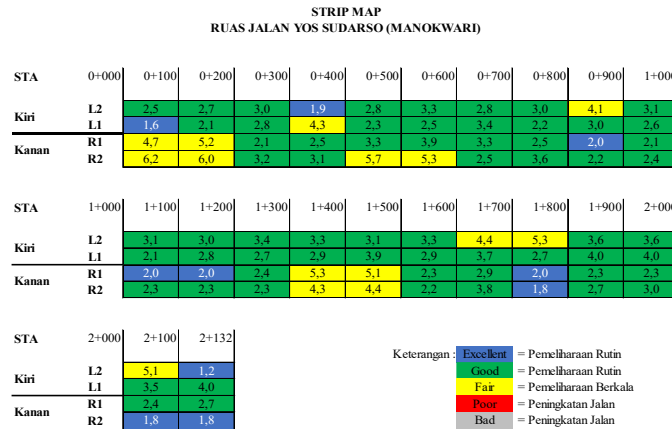 STRIP MAP
RUAS JALAN YOS SUDARSO (MANOKWARI)
STA 0+000 0+100 0+200 0+300 0+400 0+500 0+600 0+700 0+800 0+900 1+000
Kiri
L2 2,5 2,7 3,0 1,9 2,8 3,3 2,8 3,0 4,1 3,1
L1 1,6 2,1 2,8 4,3 2,3 2,5 3,4 2,2 3,0 2,6
Kanan
R1 4,7 5,2 2,1 2,5 3,3 3,9 3,3 2,5 2,0 2,1
R2 6,2 6,0 3,2 3,1 5,7 5,3 2,5 3,6 2,2 2,4
STA 1+000 1+100 1+200 1+300 1+400 1+500 1+600 1+700 1+800 1+900 2+000
Kiri
L2 3,1 3,0 3,4 3,3 3,1 3,3 4,4 5,3 3,6 3,6
L1 2,1 2,8 2,7 2,9 3,9 2,9 3,7 2,7 4,0 4,0
Kanan
R1 2,0 2,0 2,4 5,3 5,1 2,3 2,9 2,0 2,3 2,3
R2 2,3 2,3 2,3 4,3 4,4 2,2 3,8 1,8 2,7 3,0
STA 2+000 2+100 2+132
Kiri
L2 5,1 1,2
L1 3,5 4,0
Kanan
R1 2,4 2,7
R2 1,8 1,8
Keterangan : Excellent = Pemeliharaan Rutin
Good = Pemeliharaan Rutin
Fair = Pemeliharaan Berkala
Poor = Peningkatan Jalan
Bad = Peningkatan Jalan